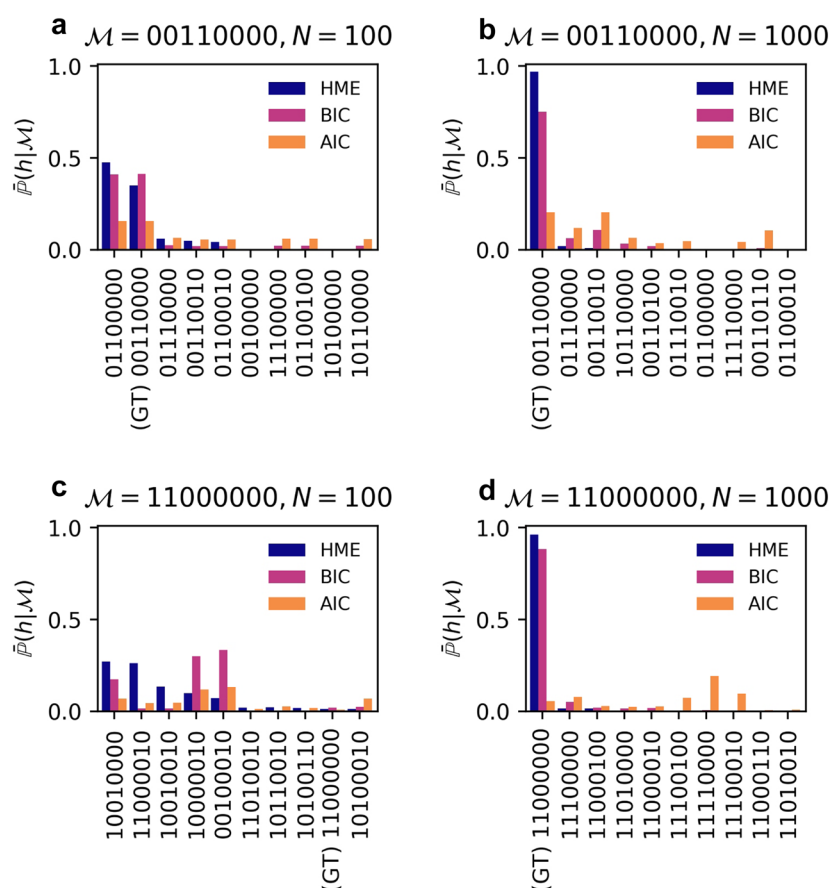 a
ℳ = 00110000, N = 100
1.0
0.5
0.0
P̄(h|ℳ)
HME
BIC
AIC
01100000
(GT) 00110000
01110000
00110010
01100010
00100000
11100000
01100100
10100000
10110000
b
ℳ = 00110000, N = 1000
1.0
0.5
0.0
P̄(h|ℳ)
HME
BIC
AIC
(GT) 00110000
01110000
00110010
10110000
00110100
01110010
01100000
11110000
00110110
01100010
c
ℳ = 11000000, N = 100
1.0
0.5
0.0
P̄(h|ℳ)
HME
BIC
AIC
10010000
11000010
10010010
10000010
00100010
11010010
10110010
10100110
(GT) 11000000
10100010
d
ℳ = 11000000, N = 1000
1.0
0.5
0.0
P̄(h|ℳ)
HME
BIC
AIC
(GT) 11000000
11100000
11000100
11010000
11000010
11100100
11110000
11100010
11000110
11010010